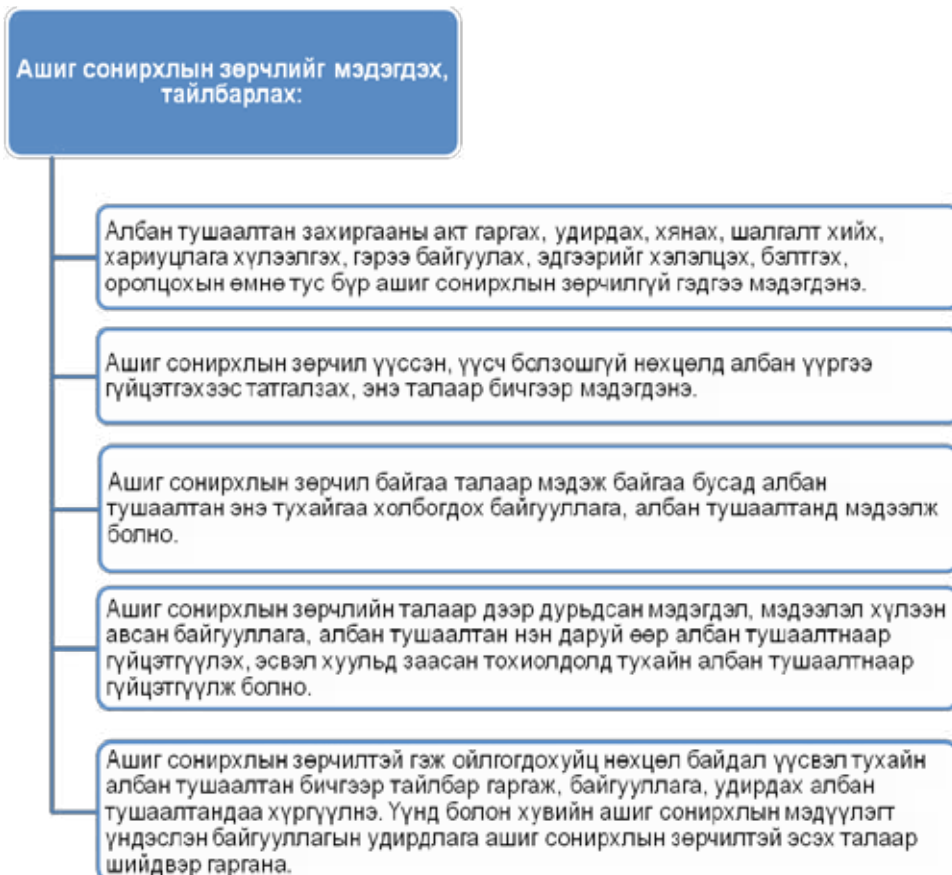 Ашиг сонирхлын зөрчлийг мэдэгдэх,
тайлбарлах:
Албан тушаалтан захиргааны акт гаргах, удирдах, хянах, шалгалт хийх,
хариуцлага хүлээлгэх, гэрээ байгуулах, эдгээрийг хэлэлцэх, бэлтгэх,
оролцохын өмнө тус бүр ашиг сонирхлын зөрчилгүй гэдгээ мэдэгдэнэ.
Ашиг сонирхлын зөрчил үүссэн, үүсч болзошгүй нөхцөлд албан үүргээ
гүйцэтгэхээс татгалзах, энэ талаар бичгээр мэдэгдэнэ.
Ашиг сонирхлын зөрчил байгаа талаар мэдэж байгаа бусад албан
тушаалтан энэ тухайгаа холбогдох байгууллага, албан тушаалтанд мэдээлж
болно.
Ашиг сонирхлын зөрчлийн талаар дээр дурьдсан мэдэгдэл, мэдээлэл хүлээн
авсан байгууллага, албан тушаалтан нэн даруй өөр албан тушаалтнаар
гүйцэтгүүлэх, эсвэл хуульд заасан тохиолдолд тухайн албан тушаалтнаар
гүйцэтгүүлж болно.
Ашиг сонирхлын зөрчилтэй гэж ойлгогдохуйц нөхцөл байдал үүсвэл тухайн
албан тушаалтан бичгээр тайлбар гаргаж, байгууллага, удирдах албан
тушаалтандаа хүргүүлнэ. Үүнд болон хувийн ашиг сонирхлын мэдүүлэгт
үндэслэн байгууллагын удирдлага ашиг сонирхлын зөрчилтэй эсэх талаар
шийдвэр гаргана.